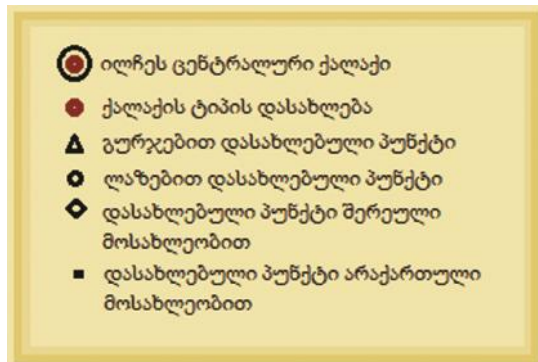 ილჩეს ცენტრალური ქალაქი
ქალაქის ტიპის დასახლება
გურჯებით დასახლებული პუნქტი
ლაზებით დასახლებული პუნქტი
დასახლებული პუნქტი შერეული
მოსახლეობით
დასახლებული პუნქტი არაქართული
მოსახლეობით